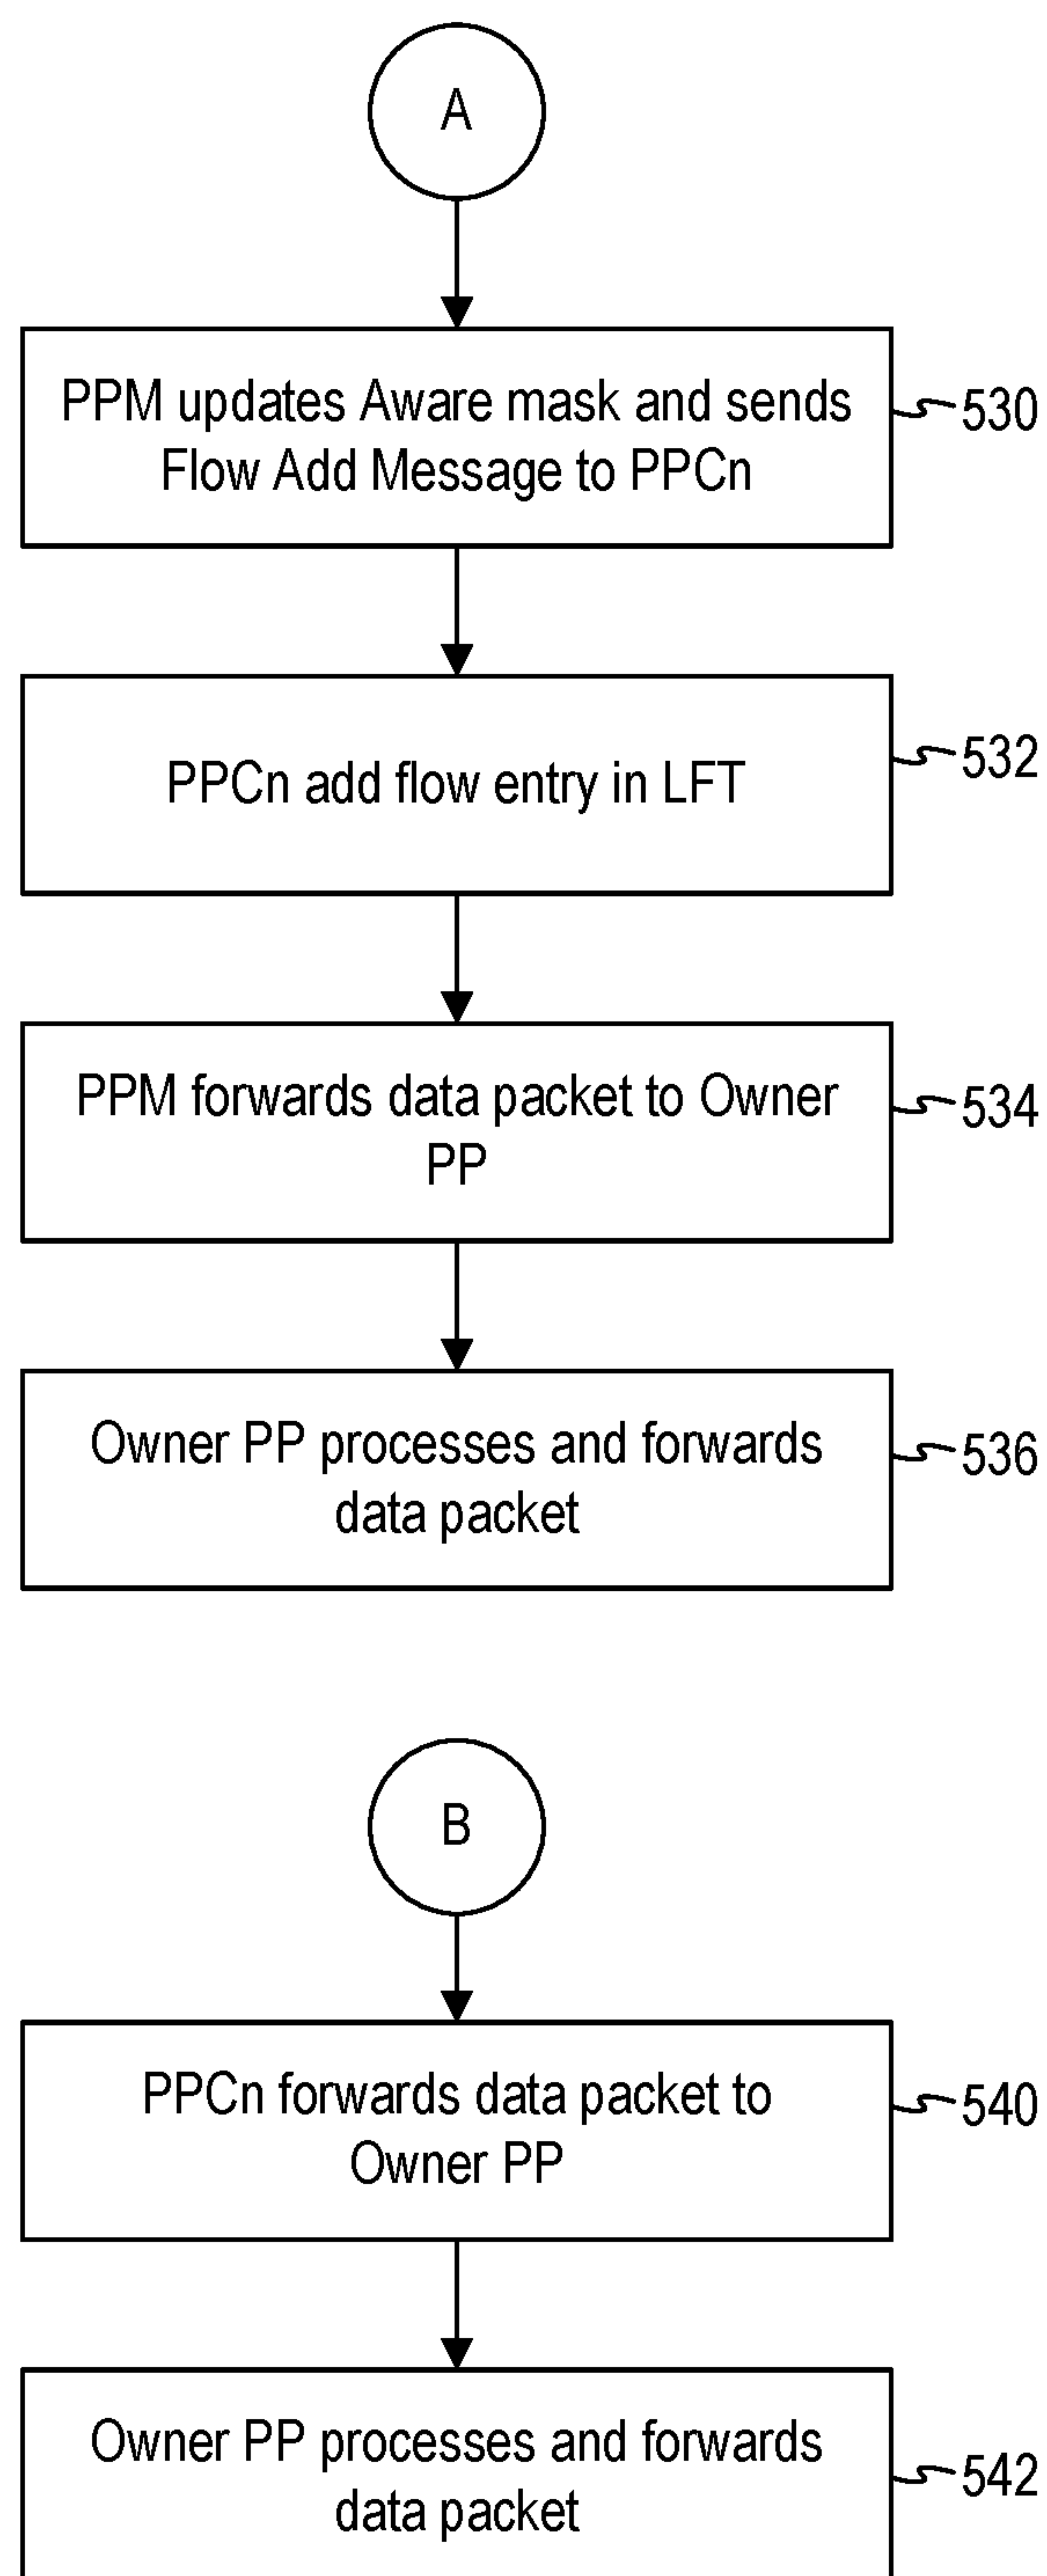 A
PPM updates Aware mask and sends
Flow Add Message to PPCn
530
PPCn add flow entry in LFT
532
PPM forwards data packet to Owner
PP
534
Owner PP processes and forwards
data packet
536
B
PPCn forwards data packet to
Owner PP
540
Owner PP processes and forwards
data packet
542